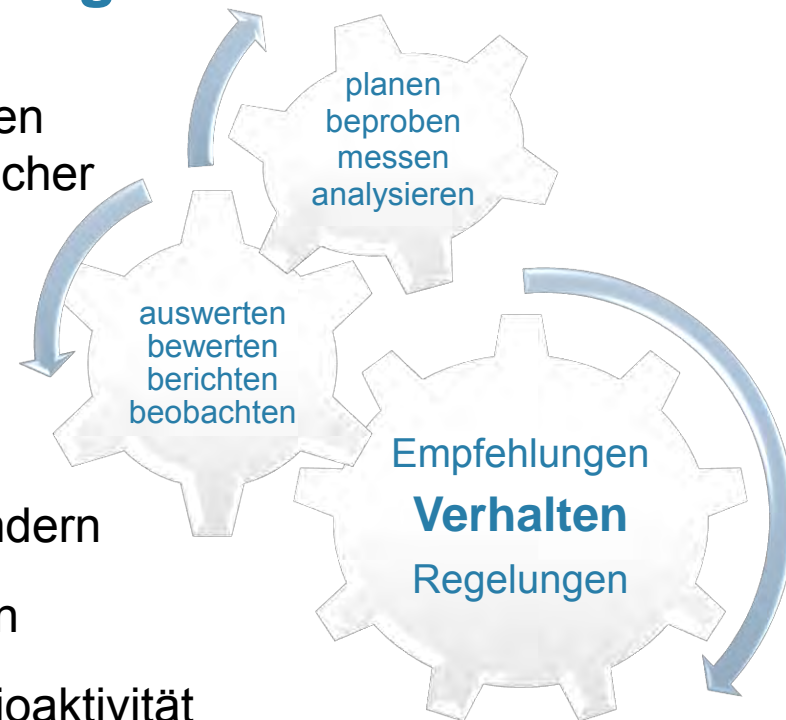 g
en
cher
ndern
n
ioaktivität
planen
beproben
messen
analysieren
auswerten
bewerten
berichten
beobachten
Empfehlungen
Verhalten
Regelungen